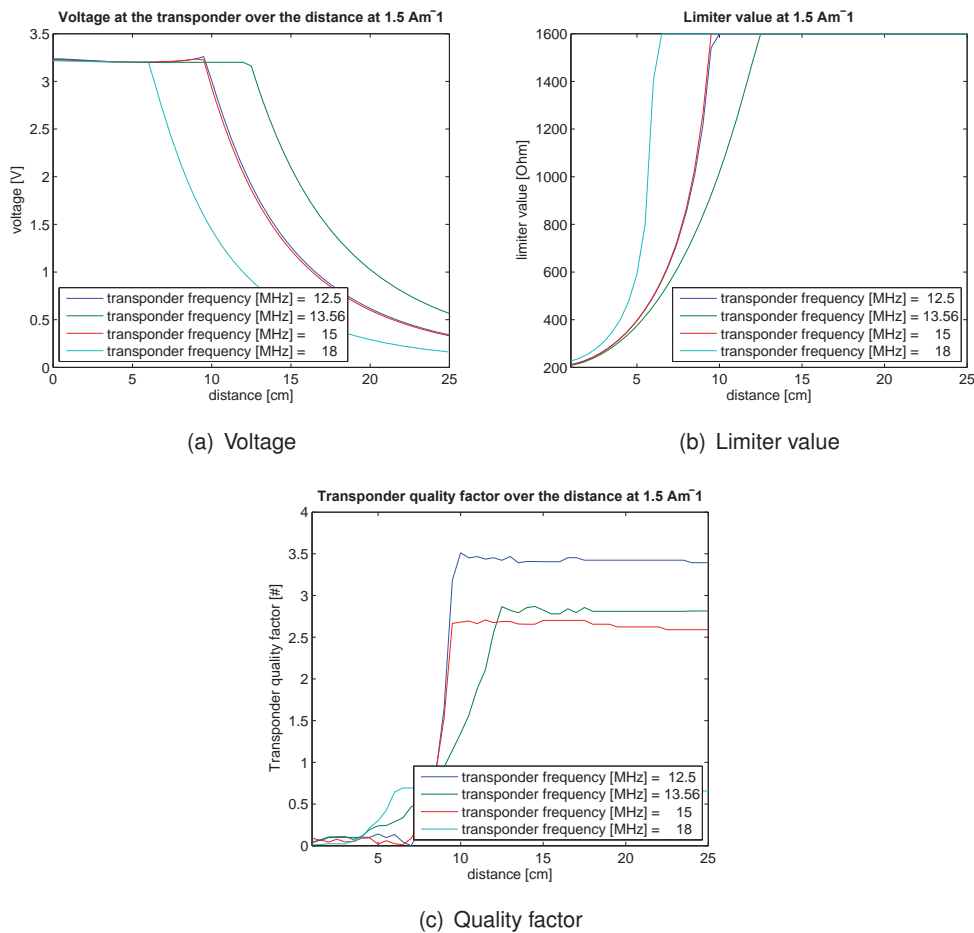 Voltage at the transponder over the distance at 1.5 Am¯1
3.5
3
2.5
2
1.5
1
0.5
0
voltage [V]
transponder frequency [MHz] = 12.5
transponder frequency [MHz] = 13.56
transponder frequency [MHz] = 15
transponder frequency [MHz] = 18
0 5 10 15 20 25
distance [cm]
(a) Voltage
Limiter value at 1.5 Am¯1
1600
1400
1200
1000
800
600
400
200
limiter value [Ohm]
transponder frequency [MHz] = 12.5
transponder frequency [MHz] = 13.56
transponder frequency [MHz] = 15
transponder frequency [MHz] = 18
5 10 15 20 25
distance [cm]
(b) Limiter value
Transponder quality factor over the distance at 1.5 Am¯1
4
3.5
3
2.5
2
1.5
1
0.5
0
Transponder quality factor [#]
transponder frequency [MHz] = 12.5
transponder frequency [MHz] = 13.56
transponder frequency [MHz] = 15
transponder frequency [MHz] = 18
5 10 15 20 25
distance [cm]
(c) Quality factor